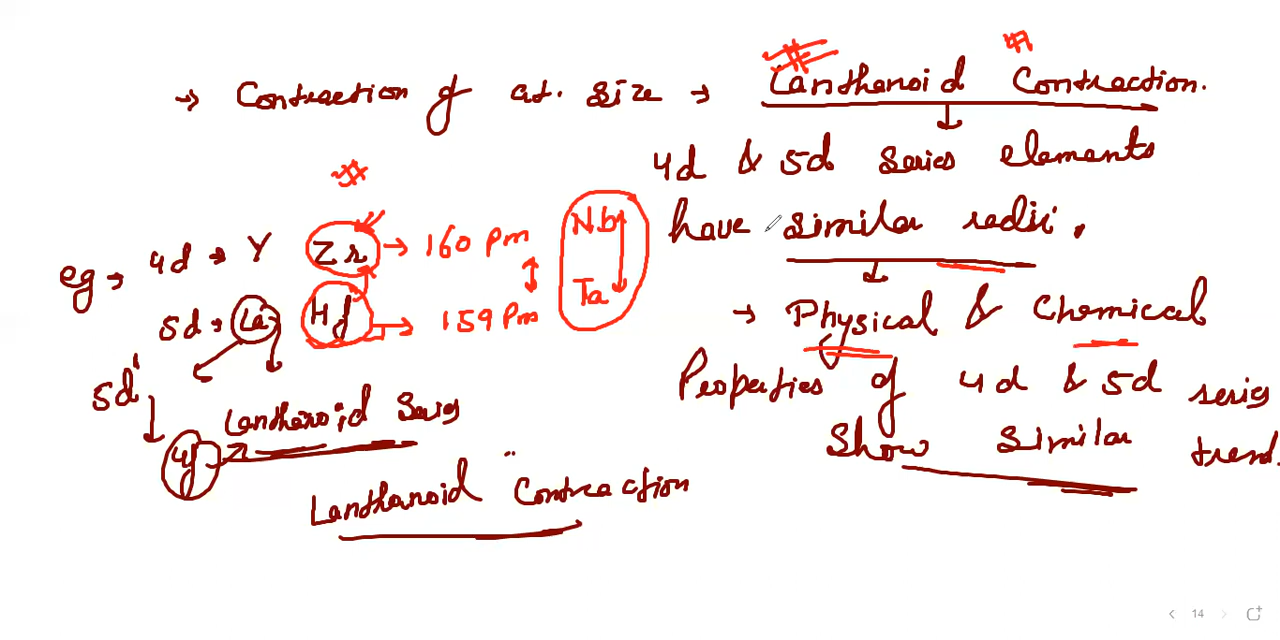 → Contraction of at. size → Lanthanoid Contraction.
4d & 5d series elements
have similar radii.
eg → 4d → Y Zr → 160 Pm Nb
5d → La Hf → 159 Pm Ta
→ Physical & Chemical
Properties of 4d & 5d series
Show similar trend.
5d¹
Lanthanoid Series
4f
Lanthanoid Contraction
14